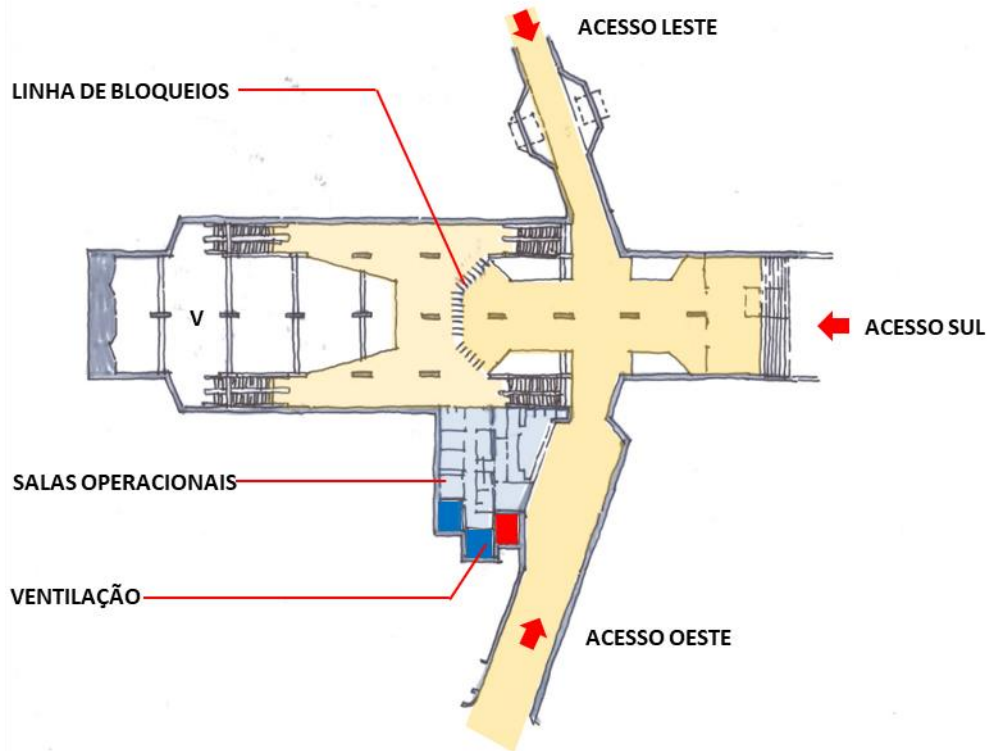 ACESSO LESTE
LINHA DE BLOQUEIOS
V
ACESSO SUL
SALAS OPERACIONAIS
VENTILAÇÃO
ACESSO OESTE